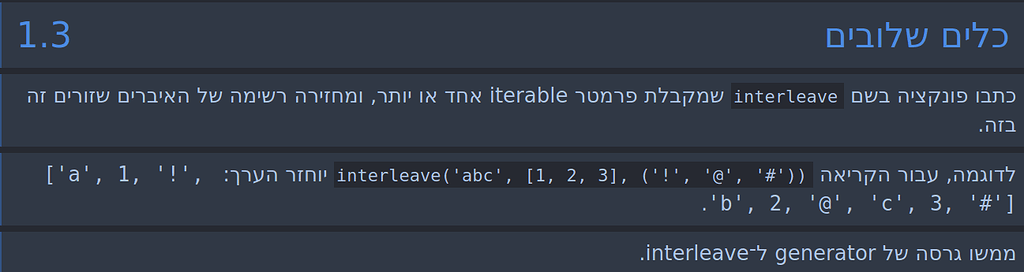 כלים שלובים 1.3
כתבו פונקציה בשם interleave שמקבלת פרמטר iterable אחד או יותר, ומחזירה רשימה של האיברים שזורים זה
בזה.
לדוגמה, עבור הקריאה interleave('abc', [1, 2, 3], ('!', '@', '#')) יוחזר הערך: ['a', 1, '!',
'b', 2, '@', 'c', 3, '#'].
ממשו גרסה של generator ל־interleave.